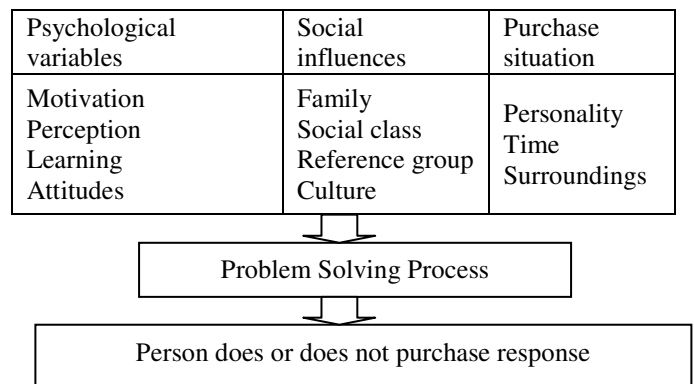 Psychological
variables
Social
influences
Purchase
situation
Motivation
Perception
Learning
Attitudes
Family
Social class
Reference group
Culture
Personality
Time
Surroundings
Problem Solving Process
Person does or does not purchase response